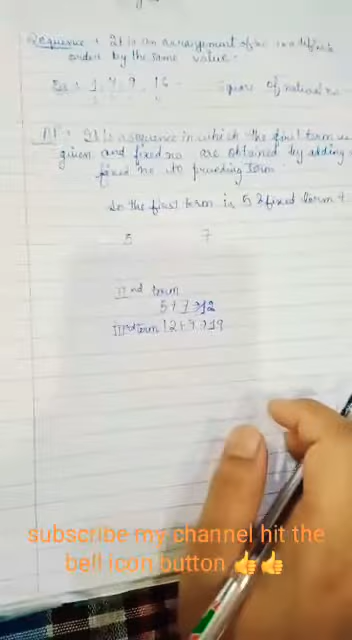 Sequence : It is an arrangement of no in a definite
order by the same value.
Ex : 1, 4, 9, 16 square of natural no
AP : It is a sequence in which the first term is
given and fixed no are obtained by adding a
fixed no to preceding term
So the first term is 5 & fixed term 7
5 7
IInd term
5+7 → 12
IIIrd term 12+7 → 19
subscribe my channel hit the
bell icon button 👍👍